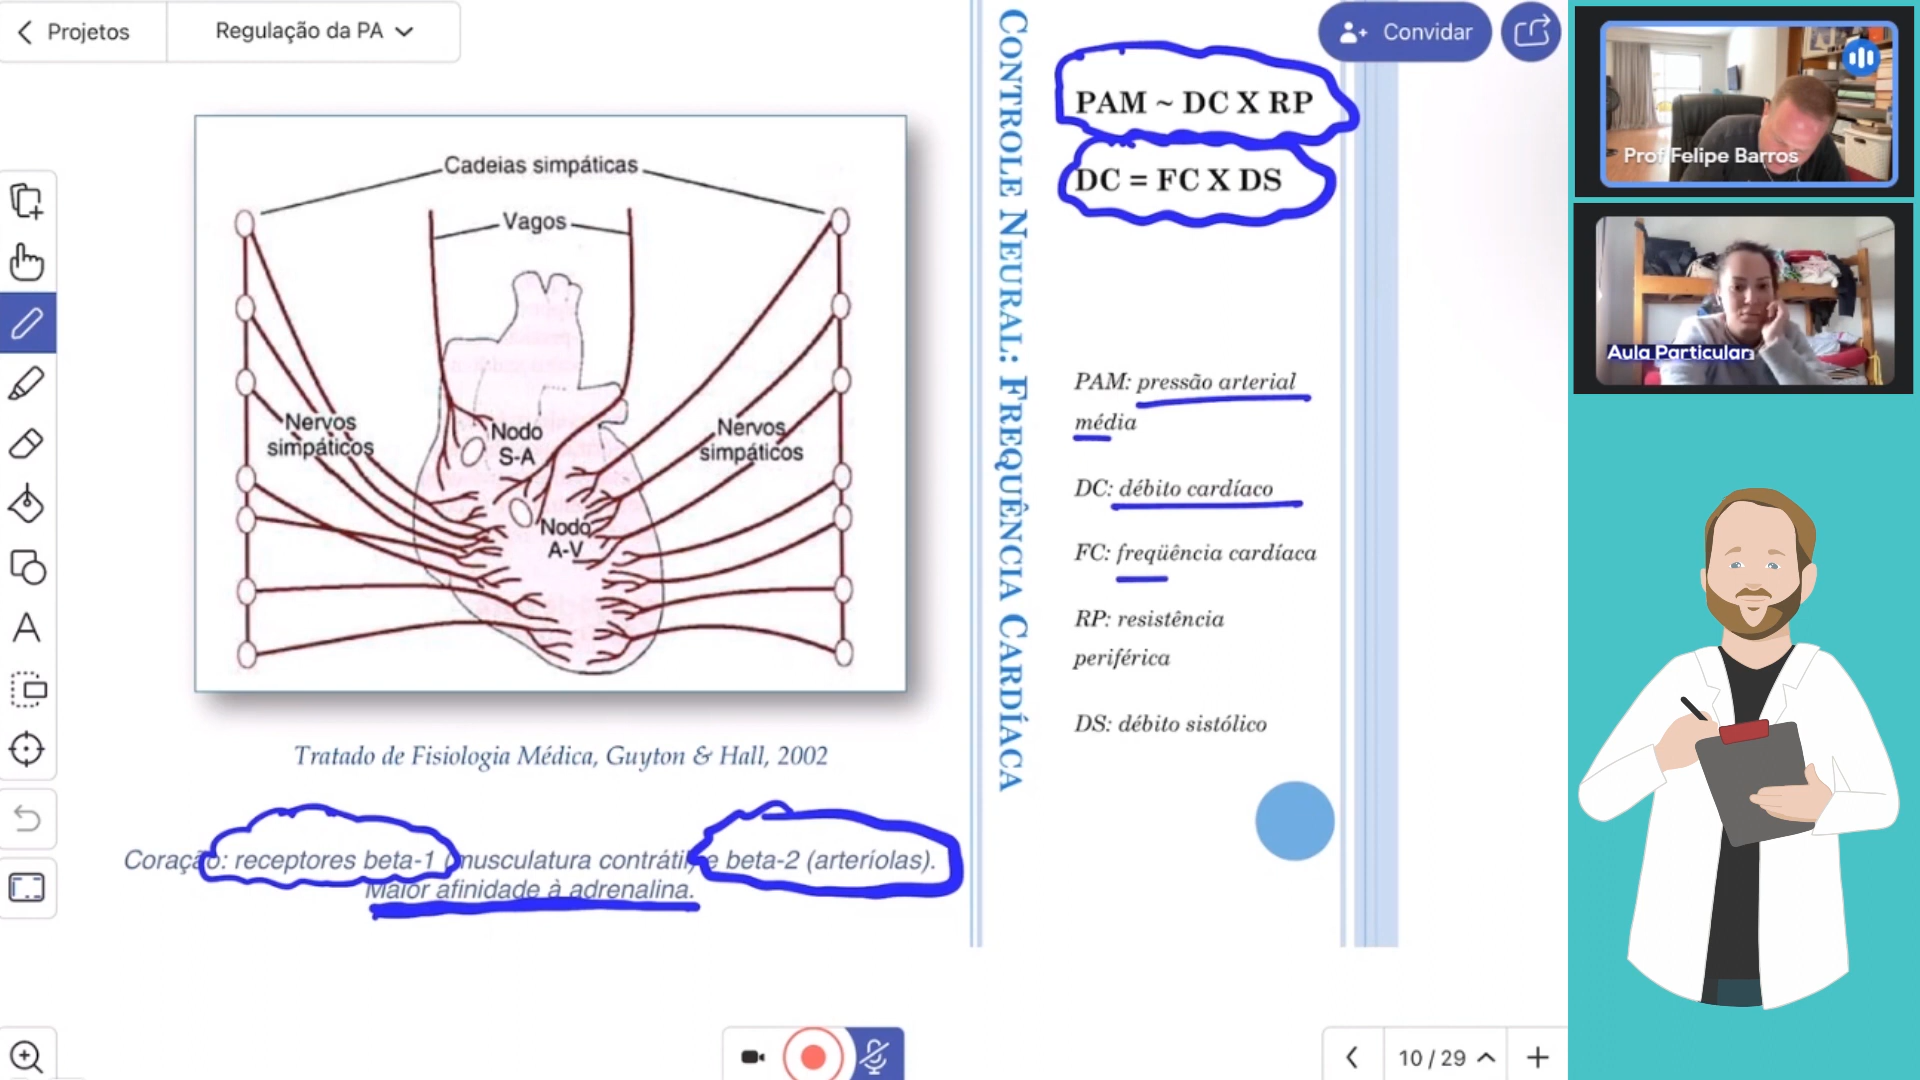 Projetos
Regulação da PA
Convidar
Cadeias simpáticas
Vagos
Nervos
simpáticos
Nodo
S-A
Nodo
A-V
Nervos
simpáticos
Tratado de Fisiologia Médica, Guyton & Hall, 2002
Coração: receptores beta-1 (musculatura contrátil) e beta-2 (arteríolas).
Maior afinidade à adrenalina.
CONTROLE NEURAL: FREQUÊNCIA CARDÍACA
PAM ~ DC X RP
DC = FC X DS
PAM: pressão arterial
média
DC: débito cardíaco
FC: freqüência cardíaca
RP: resistência
periférica
DS: débito sistólico
10 / 29
Prof Felipe Barros
Aula Particular